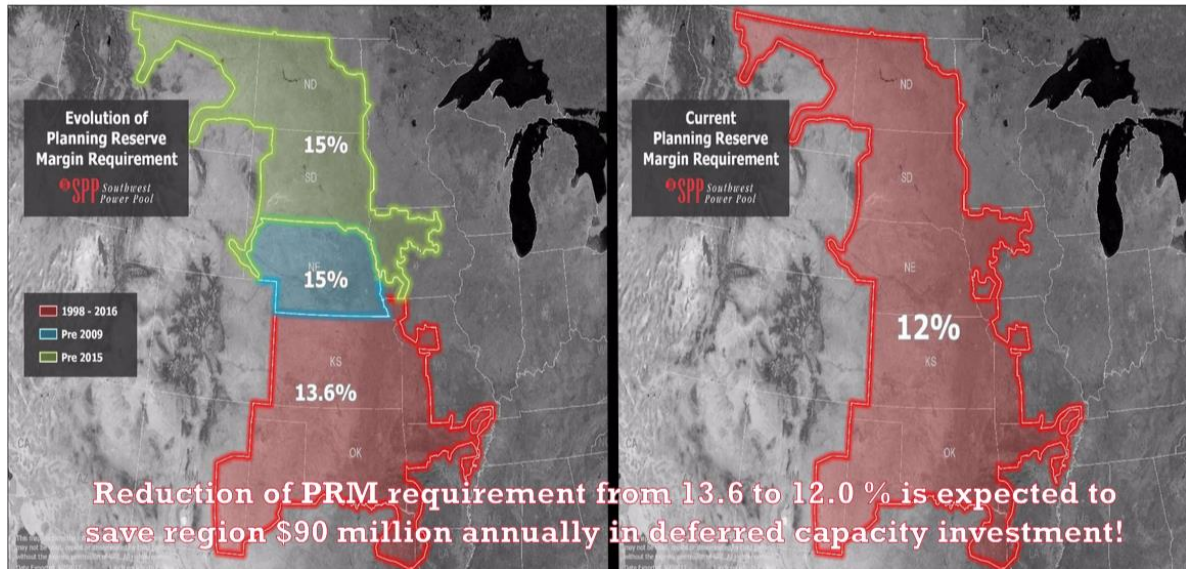 Evolution of
Planning Reserve
Margin Requirement
SPP Southwest
Power Pool
1998 - 2016
Pre 2009
Pre 2015
ND
15%
SD
NE
15%
KS
13.6%
OK
CA
Current
Planning Reserve
Margin Requirement
SPP Southwest
Power Pool
ND
SD
NE
12%
KS
OK
CA
Reduction of PRM requirement from 13.6 to 12.0 % is expected to
save region $90 million annually in deferred capacity investment!